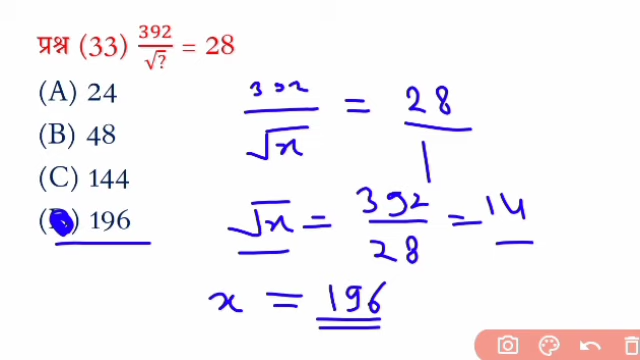 प्रश्न (33) 392/√? = 28
(A) 24
(B) 48
(C) 144
(D) 196
392/√x = 28/1
√x = 392/28 = 14
x = 196